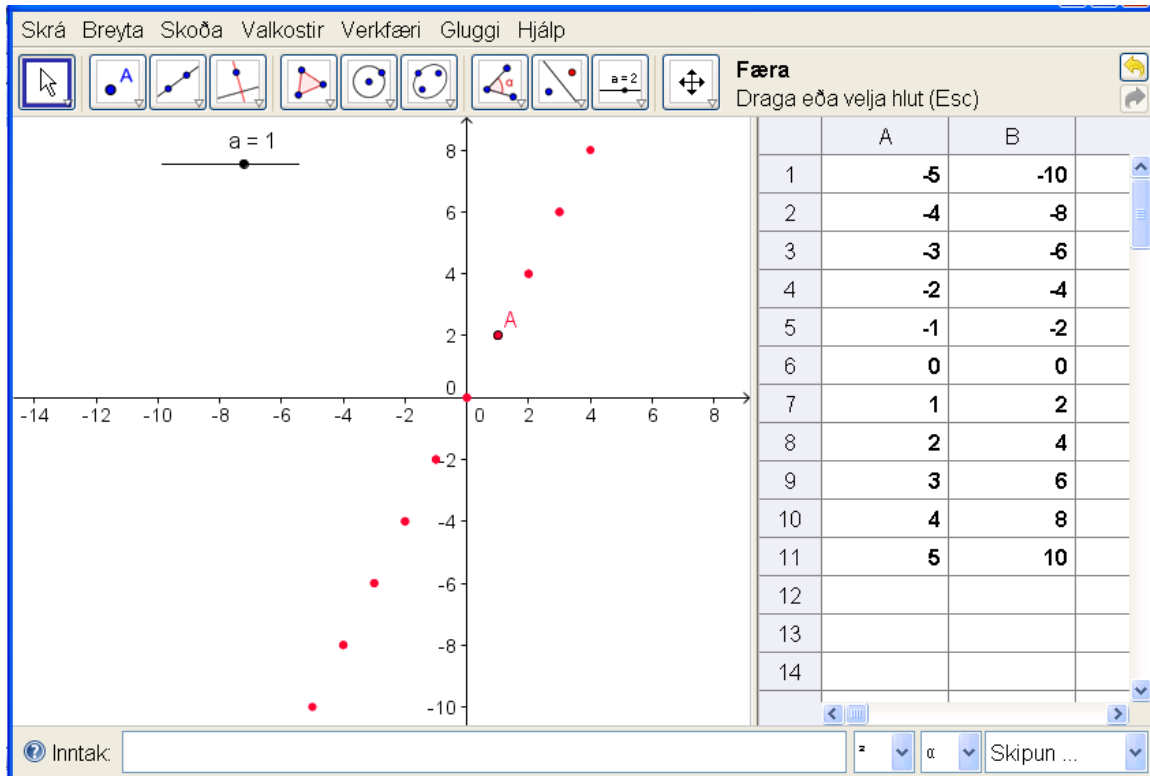 Skrá Breyta Skoða Valkostir Verkfæri Gluggi Hjálp
A
α
a = 2
Færa
Draga eða velja hlut (Esc)
a = 1
8
6
4
2
0
-2
-4
-6
-8
-10
-14 -12 -10 -8 -6 -4 -2 0 2 4 6 8
A
A B
1 -5 -10
2 -4 -8
3 -3 -6
4 -2 -4
5 -1 -2
6 0 0
7 1 2
8 2 4
9 3 6
10 4 8
11 5 10
12
13
14
Inntak: ² α Skipun ...